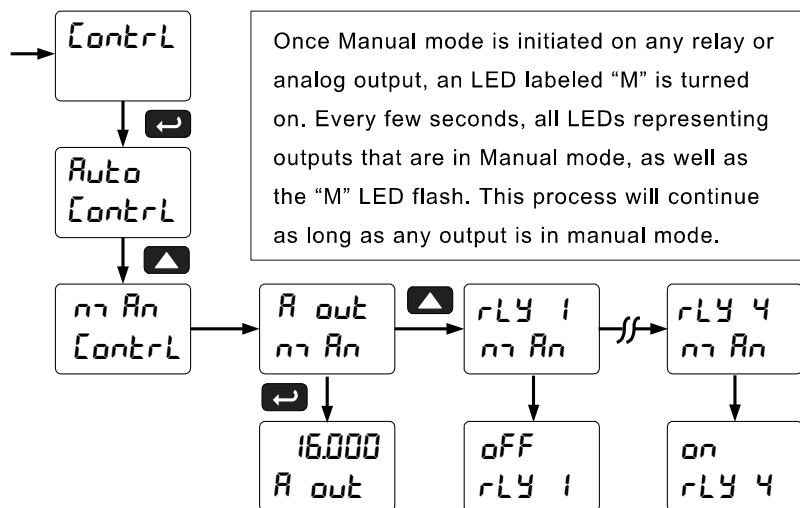 ContrL
Once Manual mode is initiated on any relay or
analog output, an LED labeled “M” is turned
on. Every few seconds, all LEDs representing
outputs that are in Manual mode, as well as
the “M” LED flash. This process will continue
as long as any output is in manual mode.
Auto
ContrL
mAn
ContrL
A out
mAn
rLY 1
mAn
rLY 4
mAn
16.000
A out
oFF
rLY 1
on
rLY 4